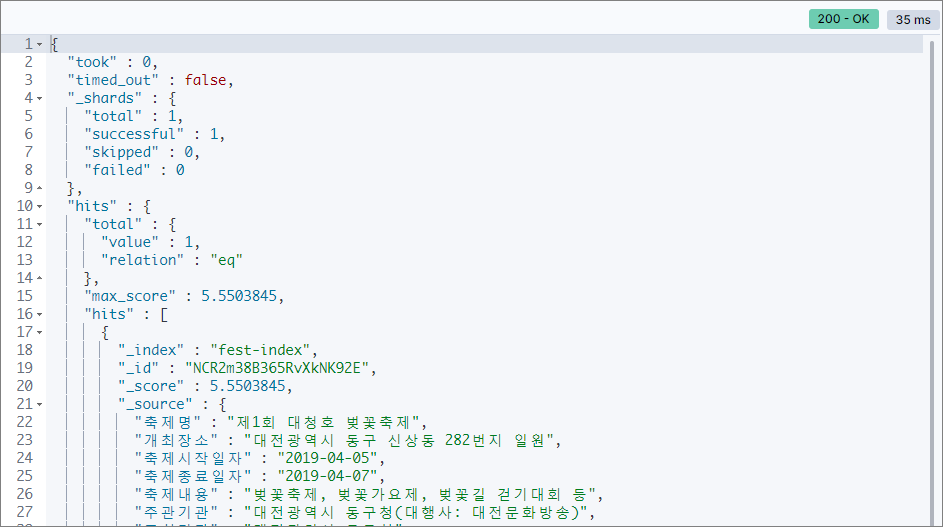 200 - OK 35 ms
1 {
2 "took" : 0,
3 "timed_out" : false,
4 "_shards" : {
5 "total" : 1,
6 "successful" : 1,
7 "skipped" : 0,
8 "failed" : 0
9 },
10 "hits" : {
11 "total" : {
12 "value" : 1,
13 "relation" : "eq"
14 },
15 "max_score" : 5.5503845,
16 "hits" : [
17 {
18 "_index" : "fest-index",
19 "_id" : "NCR2m38B365RvXkNK92E",
20 "_score" : 5.5503845,
21 "_source" : {
22 "축제명" : "제1회 대청호 벚꽃축제",
23 "개최장소" : "대전광역시 동구 신상동 282번지 일원",
24 "축제시작일자" : "2019-04-05",
25 "축제종료일자" : "2019-04-07",
26 "축제내용" : "벚꽃축제, 벚꽃가요제, 벚꽃길 걷기대회 등",
27 "주관기관" : "대전광역시 동구청(대행사: 대전문화방송)",